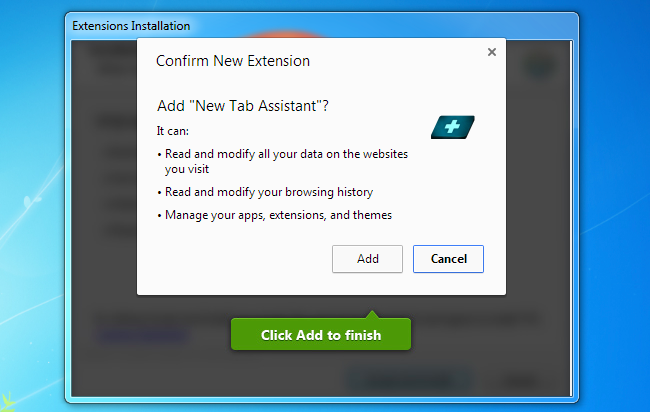 Extensions Installation
Confirm New Extension
Add "New Tab Assistant"?
It can:
• Read and modify all your data on the websites
you visit
• Read and modify your browsing history
• Manage your apps, extensions, and themes
Add
Cancel
Click Add to finish